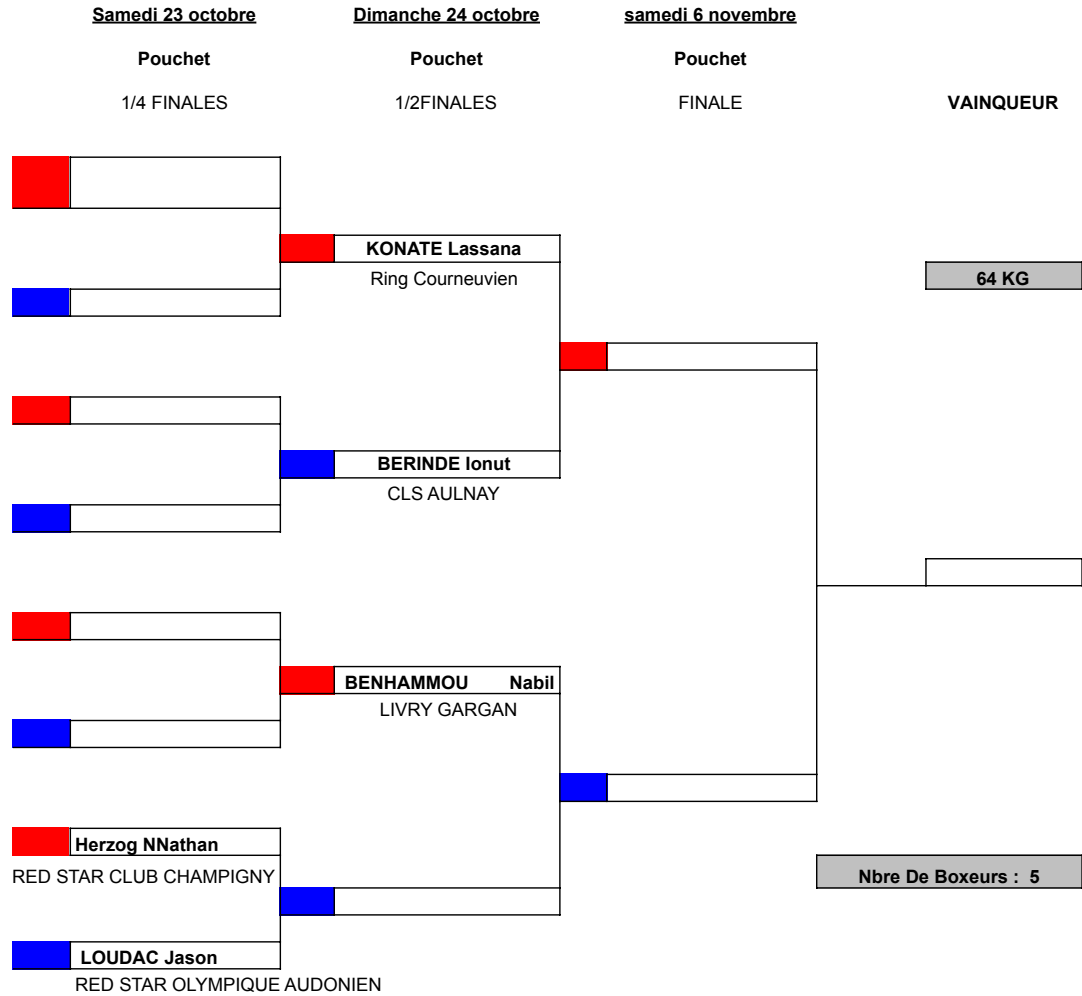 Samedi 23 octobre Dimanche 24 octobre samedi 6 novembre
Pouchet Pouchet Pouchet
1/4 FINALES 1/2FINALES FINALE VAINQUEUR
KONATE Lassana
Ring Courneuvien
64 KG
BERINDE Ionut
CLS AULNAY
BENHAMMOU Nabil
LIVRY GARGAN
Herzog NNathan
RED STAR CLUB CHAMPIGNY
Nbre De Boxeurs : 5
LOUDAC Jason
RED STAR OLYMPIQUE AUDONIEN